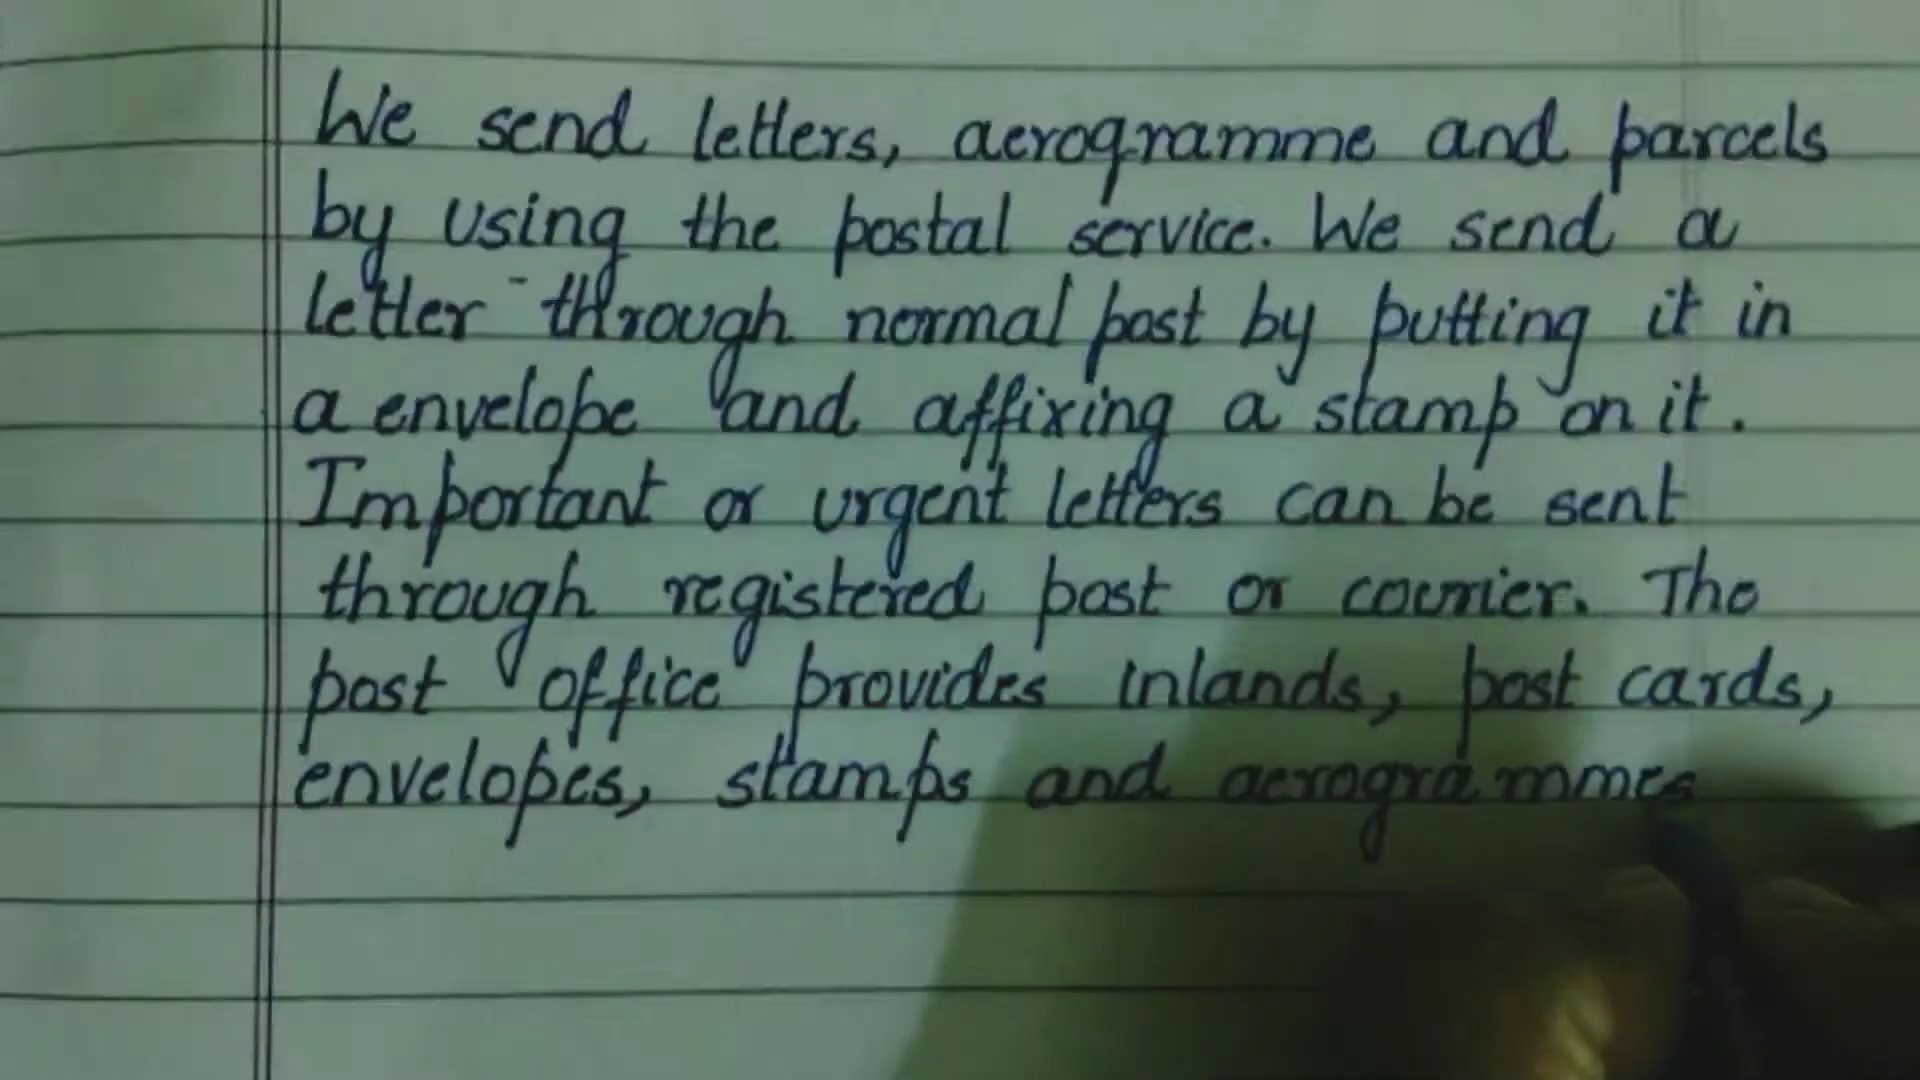 We send letters, aerogramme and parcels
by using the postal service. We send a
letter through normal post by putting it in
a envelope and affixing a stamp on it.
Important or urgent letters can be sent
through registered post or courier. The
post office provides inlands, post cards,
envelopes, stamps and aerogrammes